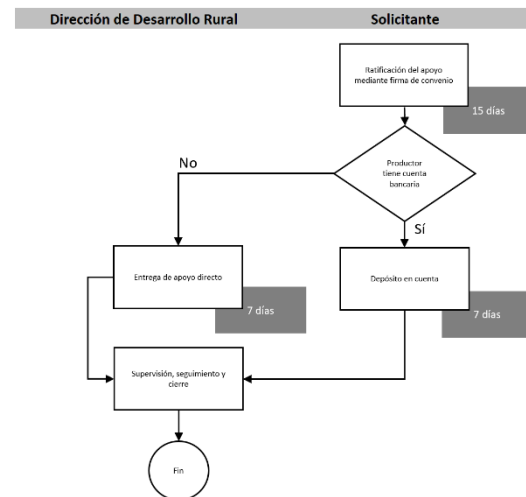 Dirección de Desarrollo Rural
Solicitante
Ratificación del apoyo
mediante firma de convenio
15 días
Productor
tiene cuenta
bancaria
No
Sí
Entrega de apoyo directo
7 días
Depósito en cuenta
7 días
Supervisión, seguimiento y
cierre
Fin